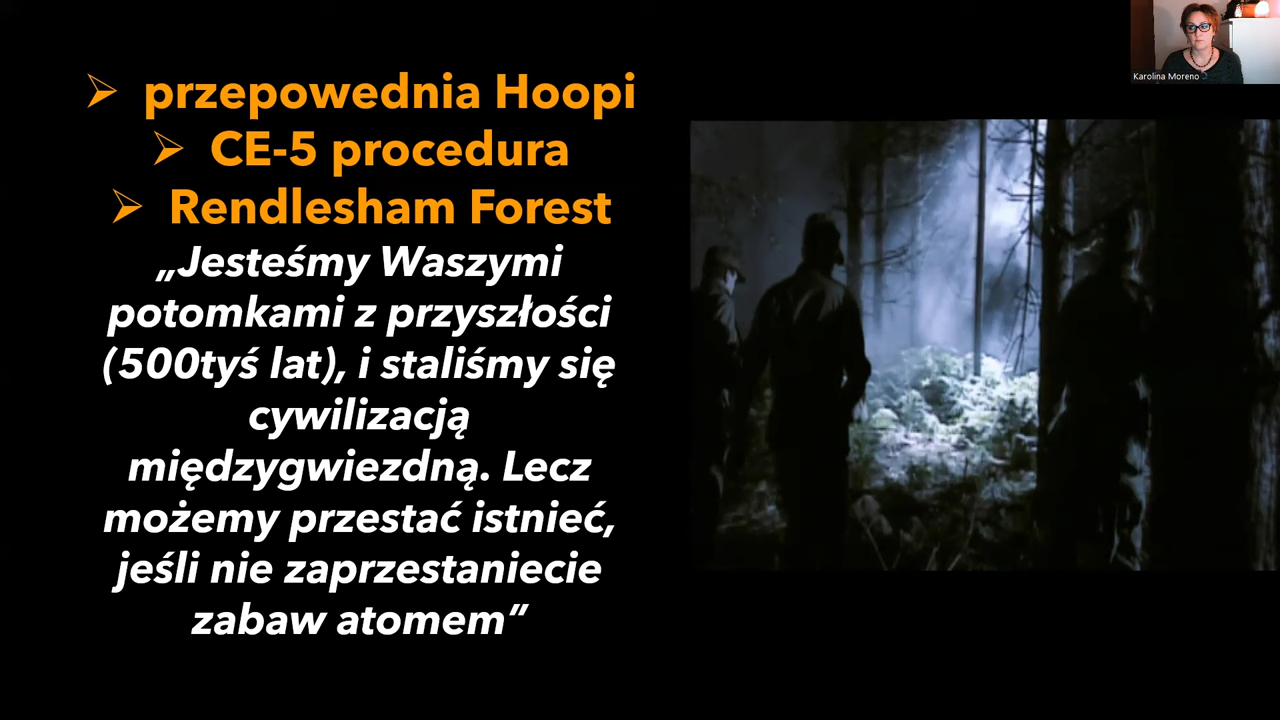 ➢ przepowednia Hoopi
➢ CE-5 procedura
➢ Rendlesham Forest
„Jesteśmy Waszymi
potomkami z przyszłości
(500tyś lat), i staliśmy się
cywilizacją
międzygwiezdną. Lecz
możemy przestać istnieć,
jeśli nie zaprzestaniecie
zabaw atomem”
Karolina Moreno